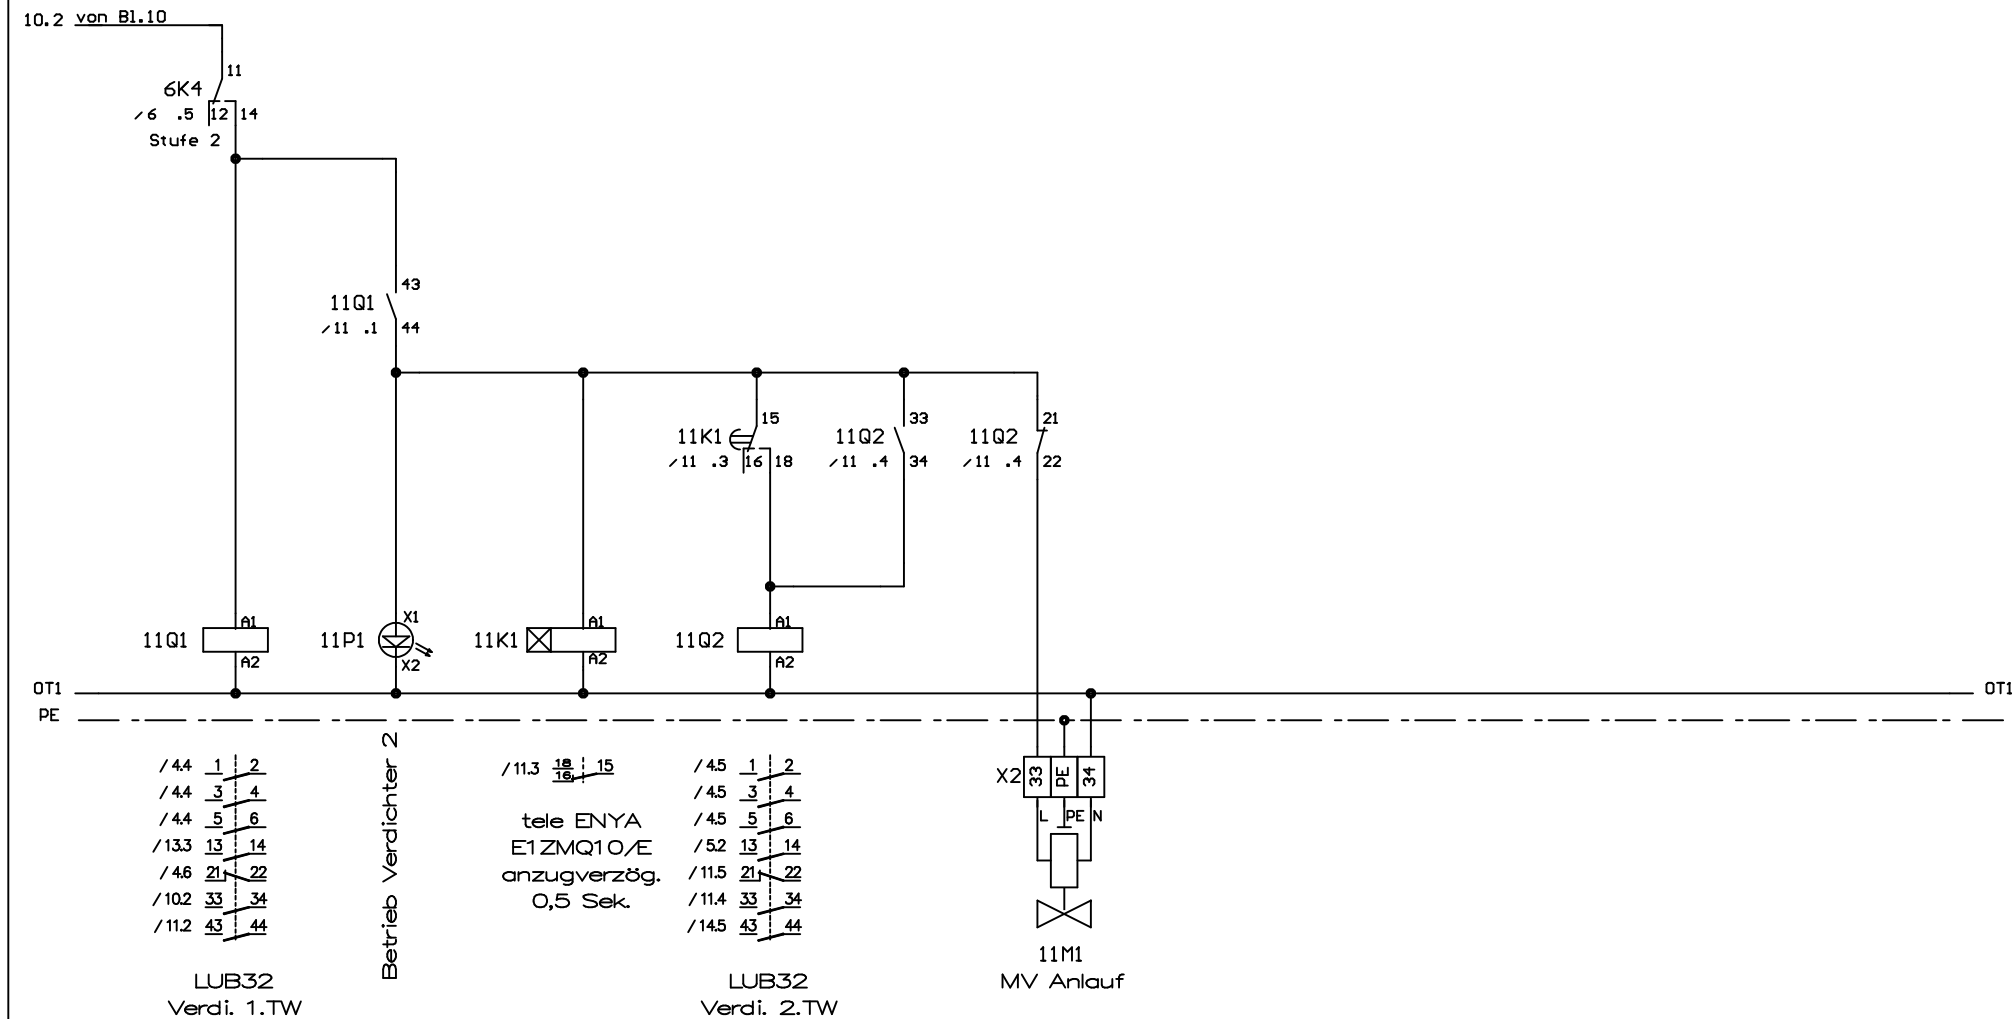 10.2 von Bl.10
11
6K4
/6 .5 12 14
Stufe 2
43
11Q1
/11 .1 44
15 33 21
11K1 11Q2 11Q2
/11 .3 16 18 /11 .4 34 /11 .4 22
A1 X1 A1 A1
11Q1 11P1 11K1 11Q2
A2 X2 A2 A2
0T1 0T1
PE
/4.4 1 2
/4.4 3 4
/4.4 5 6
/13.3 13 14
/4.6 21 22
/10.2 33 34
/11.2 43 44
LUB32
Verdi. 1.TW
Betrieb Verdichter 2
/11.3 18 15
16
tele ENYA
E1ZMQ10/E
anzugverzög.
0,5 Sek.
/4.5 1 2
/4.5 3 4
/4.5 5 6
/5.2 13 14
/11.5 21 22
/11.4 33 34
/14.5 43 44
LUB32
Verdi. 2.TW
X2 33 PE 34
L PE N
11M1
MV Anlauf